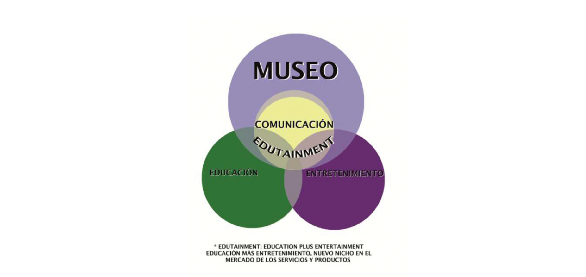 MUSEO
COMUNICACIÓN
EDUTAINMENT
EDUCACIÓN
ENTRETENIMIENTO
* EDUTAINMENT: EDUCATION PLUS ENTERTAINMENT
EDUCACIÓN MÁS ENTRETENIMIENTO, NUEVO NICHO EN EL
MERCADO DE LOS SERVICIOS Y PRODUCTOS